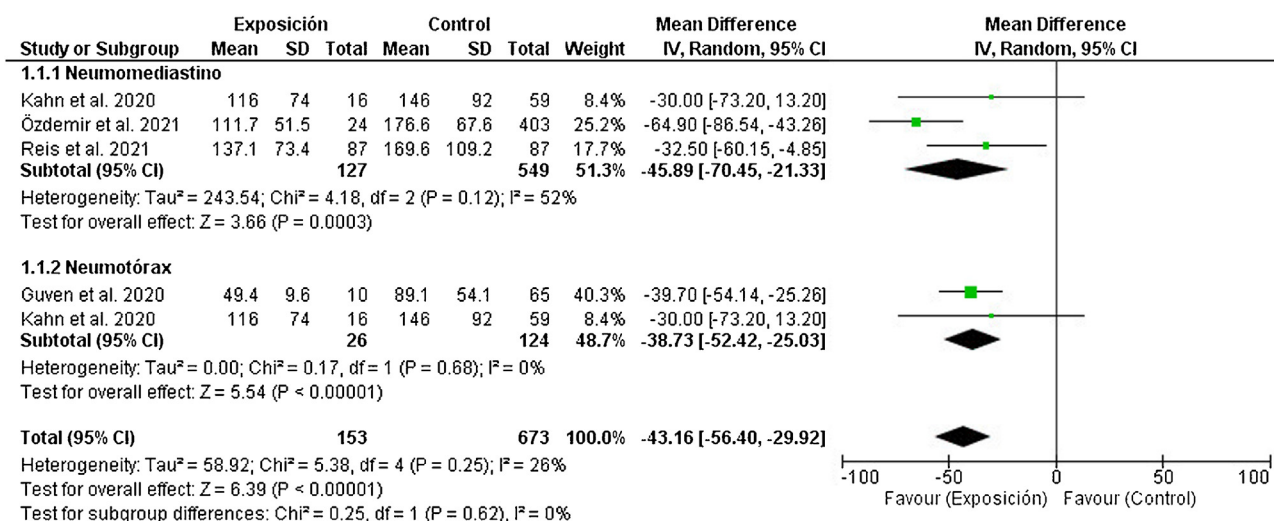 Exposición Control Mean Difference Mean Difference
Study or Subgroup Mean SD Total Mean SD Total Weight IV, Random, 95% CI IV, Random, 95% CI
1.1.1 Neumomediastino
Kahn et al. 2020 116 74 16 146 92 59 8.4% -30.00 [-73.20, 13.20]
Özdemir et al. 2021 111.7 51.5 24 176.6 67.6 403 25.2% -64.90 [-86.54, -43.26]
Reis et al. 2021 137.1 73.4 87 169.6 109.2 87 17.7% -32.50 [-60.15, -4.85]
Subtotal (95% CI) 127 549 51.3% -45.89 [-70.45, -21.33]
Heterogeneity: Tau² = 243.54; Chi² = 4.18, df = 2 (P = 0.12); I² = 52%
Test for overall effect: Z = 3.66 (P = 0.0003)
1.1.2 Neumotórax
Guven et al. 2020 49.4 9.6 10 89.1 54.1 65 40.3% -39.70 [-54.14, -25.26]
Kahn et al. 2020 116 74 16 146 92 59 8.4% -30.00 [-73.20, 13.20]
Subtotal (95% CI) 26 124 48.7% -38.73 [-52.42, -25.03]
Heterogeneity: Tau² = 0.00; Chi² = 0.17, df = 1 (P = 0.68); I² = 0%
Test for overall effect: Z = 5.54 (P < 0.00001)
Total (95% CI) 153 673 100.0% -43.16 [-56.40, -29.92]
Heterogeneity: Tau² = 58.92; Chi² = 5.38, df = 4 (P = 0.25); I² = 26%
Test for overall effect: Z = 6.39 (P < 0.00001)
Test for subgroup differences: Chi² = 0.25, df = 1 (P = 0.62), I² = 0%
-100 -50 0 50 100
Favour (Exposición) Favour (Control)